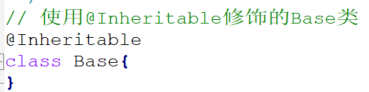 // 使用@Inheritable修饰的Base类
@Inheritable
class Base{
}